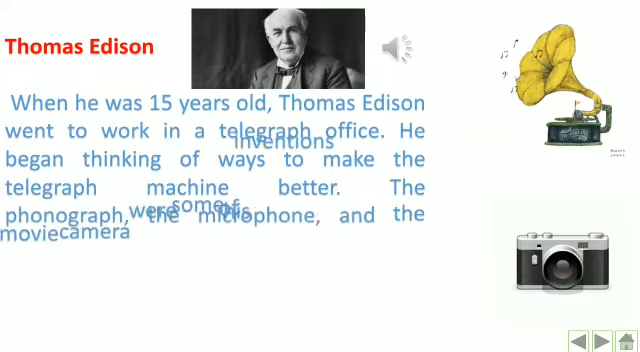 Thomas Edison
When he was 15 years old, Thomas Edison
went to work in a telegraph office. He
inventions
began thinking of ways to make the
telegraph machine better. The
phonograph, the microphone, and the
were some of his
movie camera